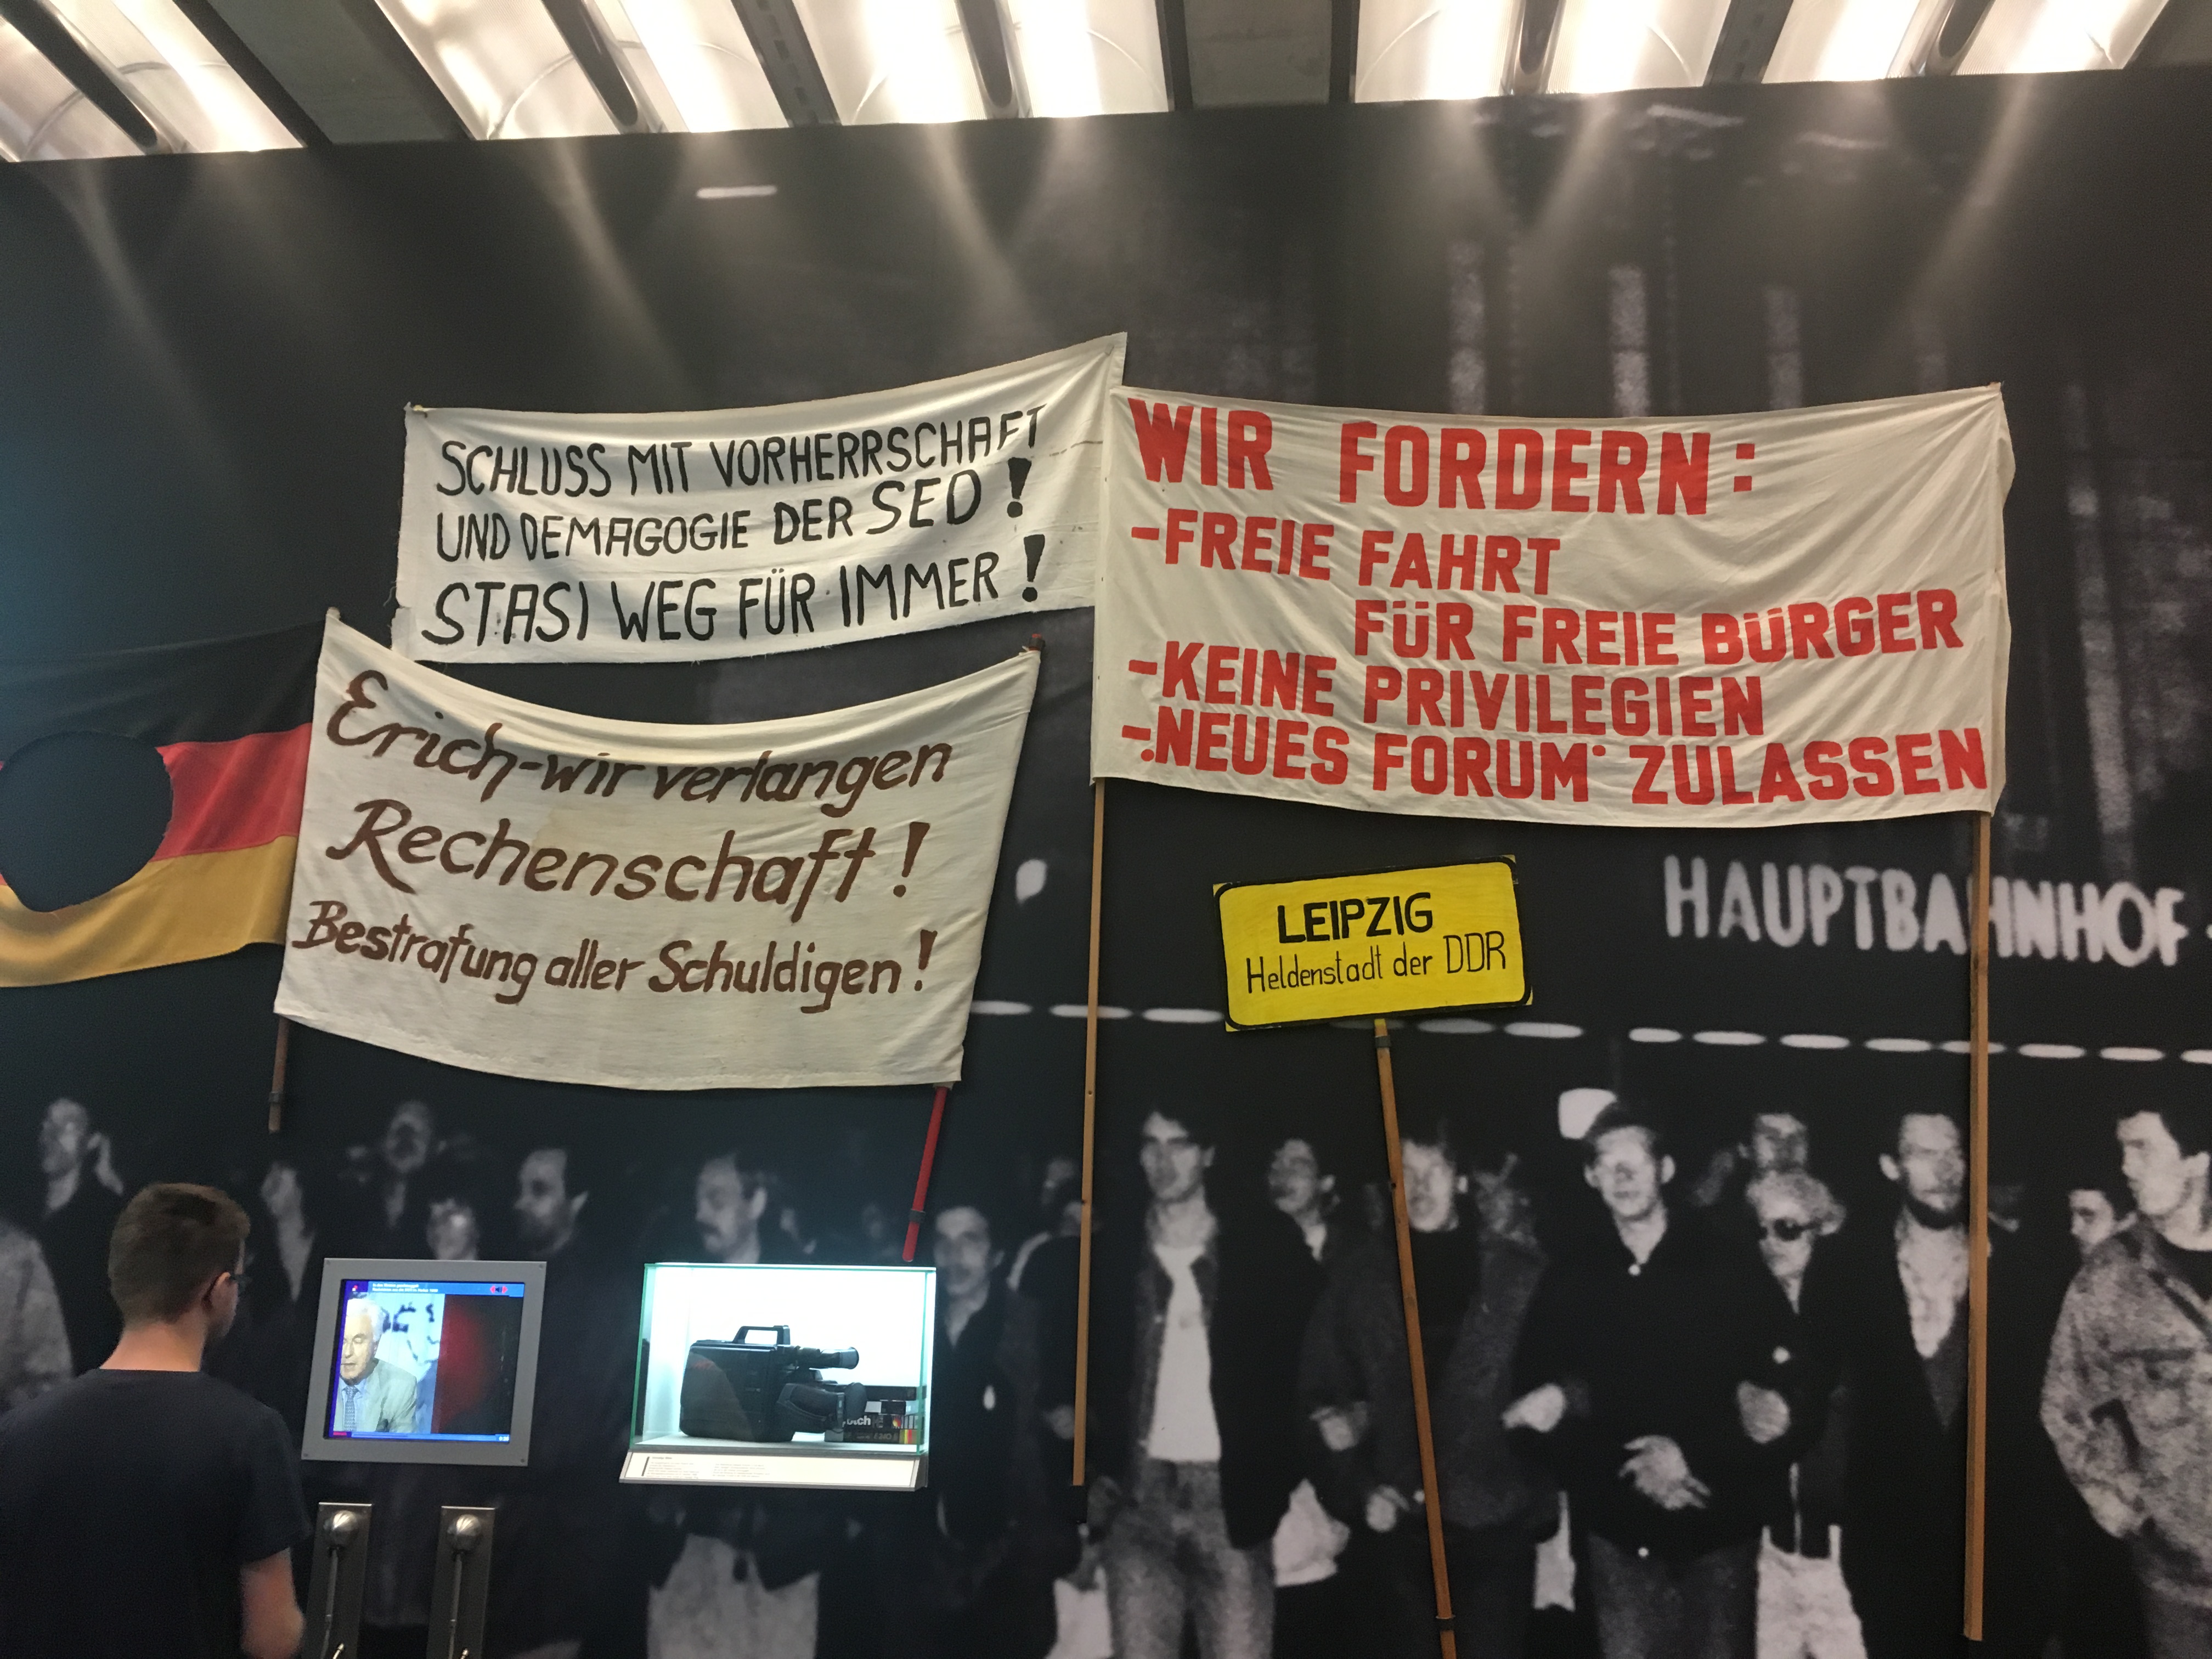 SCHLUSS MIT VORHERRSCHAFT
UND DEMAGOGIE DER SED!
STASI WEG FÜR IMMER!
Erich-wir verlangen
Rechenschaft!
Bestrafung aller Schuldigen!
WIR FORDERN:
-FREIE FAHRT
FÜR FREIE BÜRGER
-KEINE PRIVILEGIEN
-"NEUES FORUM" ZULASSEN
LEIPZIG
Heldenstadt der DDR
HAUPTBAHNHOF